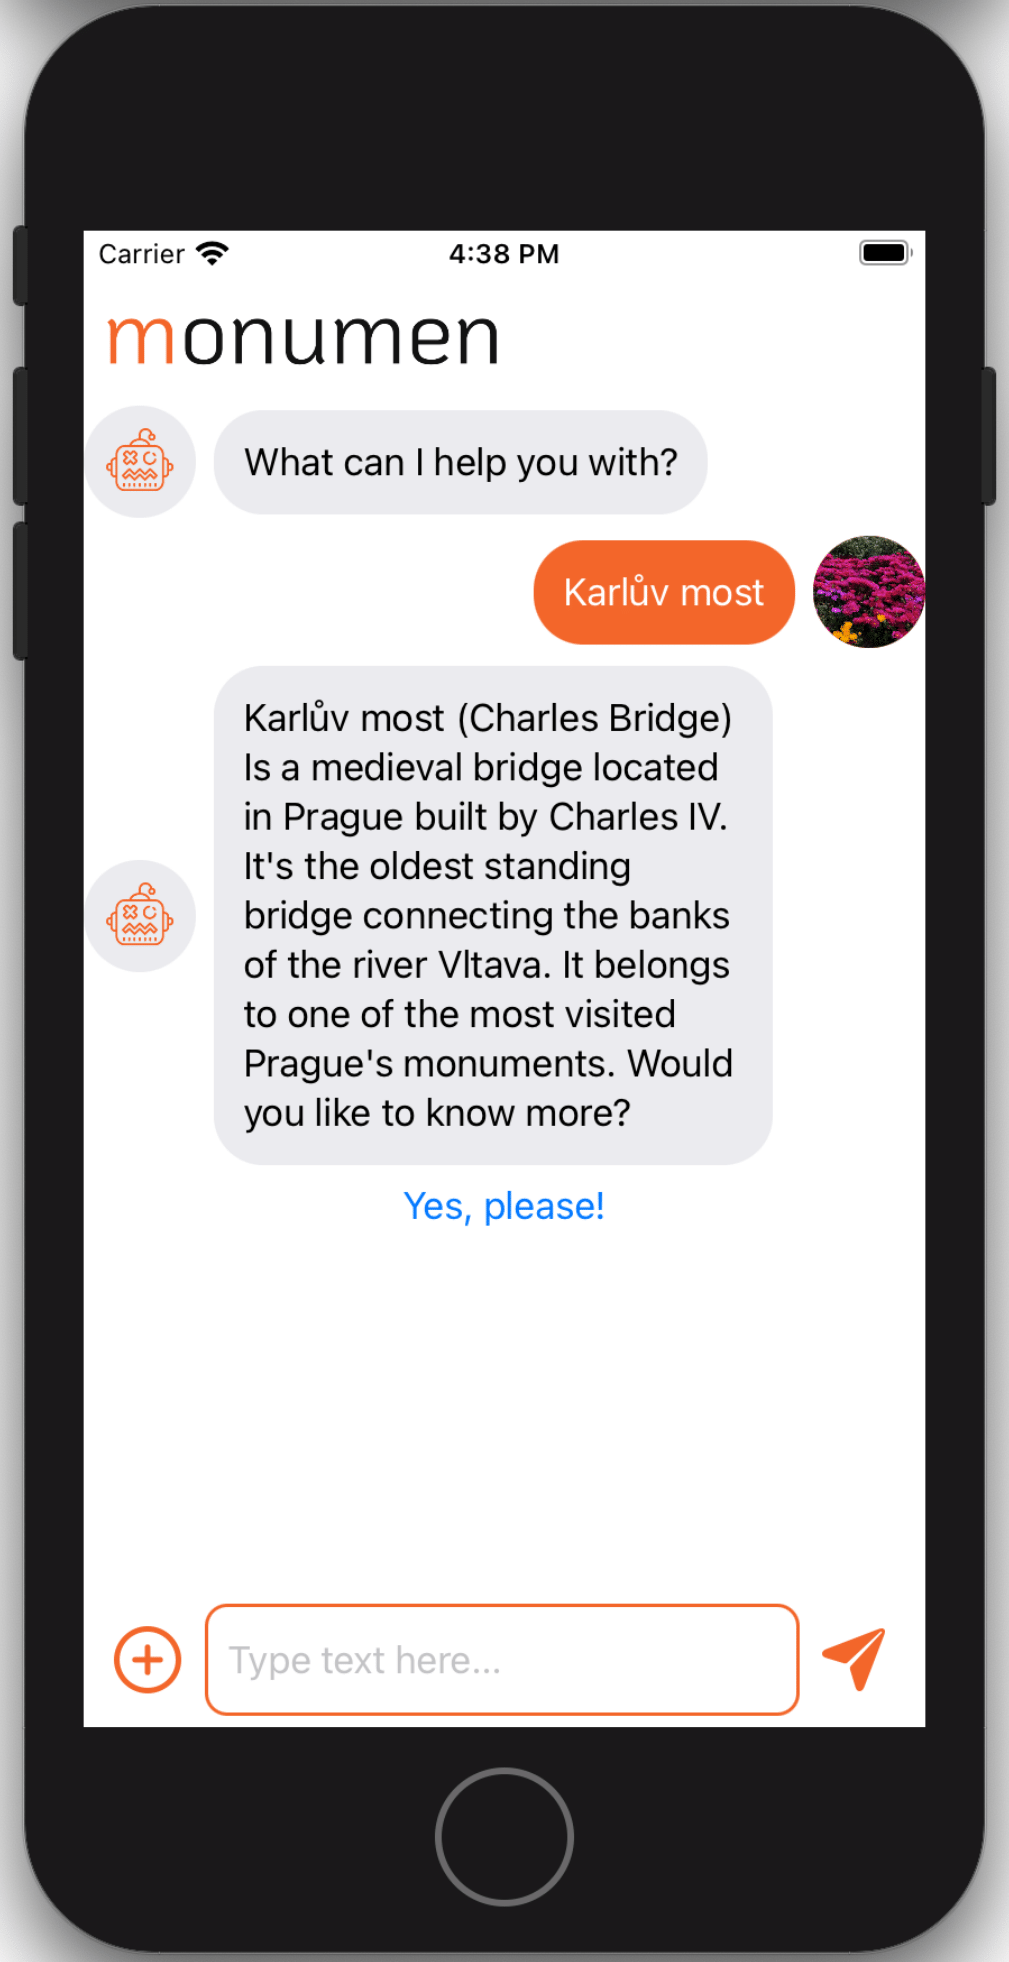 Carrier 4:38 PM
monumen
What can I help you with?
Karlův most
Karlův most (Charles Bridge)
Is a medieval bridge located
in Prague built by Charles IV.
It's the oldest standing
bridge connecting the banks
of the river Vltava. It belongs
to one of the most visited
Prague's monuments. Would
you like to know more?
Yes, please!
Type text here...